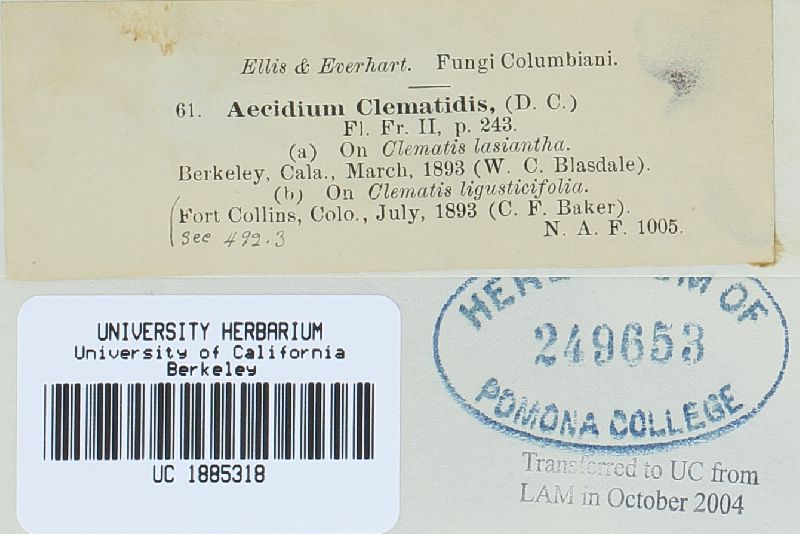 Ellis & Everhart. Fungi Columbiani.
61. Aecidium Clematidis, (D. C.)
Fl. Fr. II, p. 243.
(a) On Clematis lasiantha.
Berkeley, Cala., March, 1893 (W. C. Blasdale).
(b) On Clematis ligusticifolia.
Fort Collins, Colo., July, 1893 (C. F. Baker).
N. A. F. 1005.
(See 492.3
UNIVERSITY HERBARIUM
University of California
Berkeley
UC 1885318
HERBARIUM OF
249653
POMONA COLLEGE
Transferred to UC from
LAM in October 2004